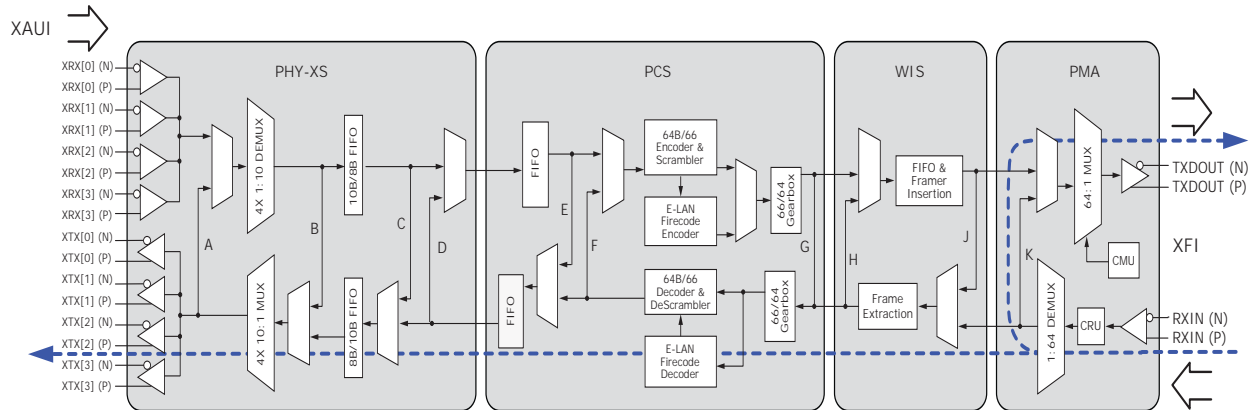 XAUI
PHY-XS
PCS
WIS
PMA
XRX[0] (N)
XRX[0] (P)
XRX[1] (N)
XRX[1] (P)
XRX[2] (N)
XRX[2] (P)
XRX[3] (N)
XRX[3] (P)
XTX[0] (N)
XTX[0] (P)
XTX[1] (N)
XTX[1] (P)
XTX[2] (N)
XTX[2] (P)
XTX[3] (N)
XTX[3] (P)
A
4X 1:10 DEMUX
4X 10:1 MUX
B
10B/8B FIFO
8B/10B FIFO
C
D
FIFO
FIFO
E
F
64B/66
Encoder &
Scrambler
E-LAN
Firecode
Encoder
64B/66
Decoder &
DeScrambler
E-LAN
Firecode
Decoder
66/64
Gearbox
66/64
Gearbox
G
H
FIFO &
Framer
Insertion
Frame
Extraction
J
K
64:1 MUX
1:64 DEMUX
CMU
CRU
TXDOUT (N)
TXDOUT (P)
XFI
RXIN (N)
RXIN (P)